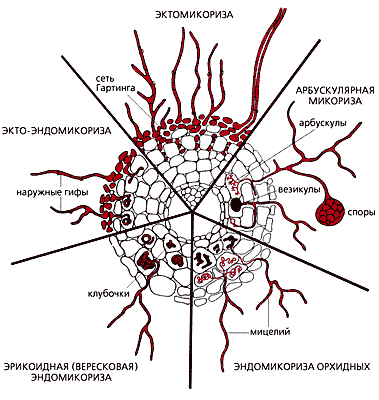 ЭКТОМИКОРИЗА
сеть
Гартинга
АРБУСКУЛЯРНАЯ
МИКОРИЗА
арбускулы
ЭКТО-ЭНДОМИКОРИЗА
везикулы
наружные гифы
споры
клубочки
мицелий
ЭРИКОИДНАЯ (ВЕРЕСКОВАЯ)
ЭНДОМИКОРИЗА
ЭНДОМИКОРИЗА ОРХИДНЫХ